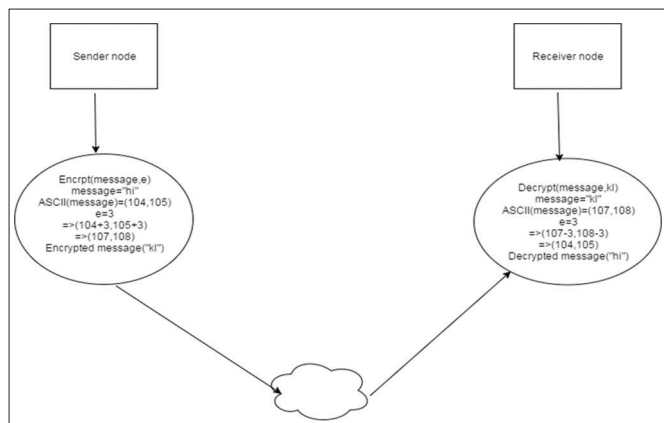 Sender node
Receiver node
Encrpt(message,e)
message="hi"
ASCII(message)=(104,105)
e=3
=>(104+3,105+3)
=>(107,108)
Encrypted message("kl")
Decrypt(message,kl)
message="kl"
ASCII(message)=(107,108)
e=3
=>(107-3,108-3)
=>(104,105)
Decrypted message("hi")